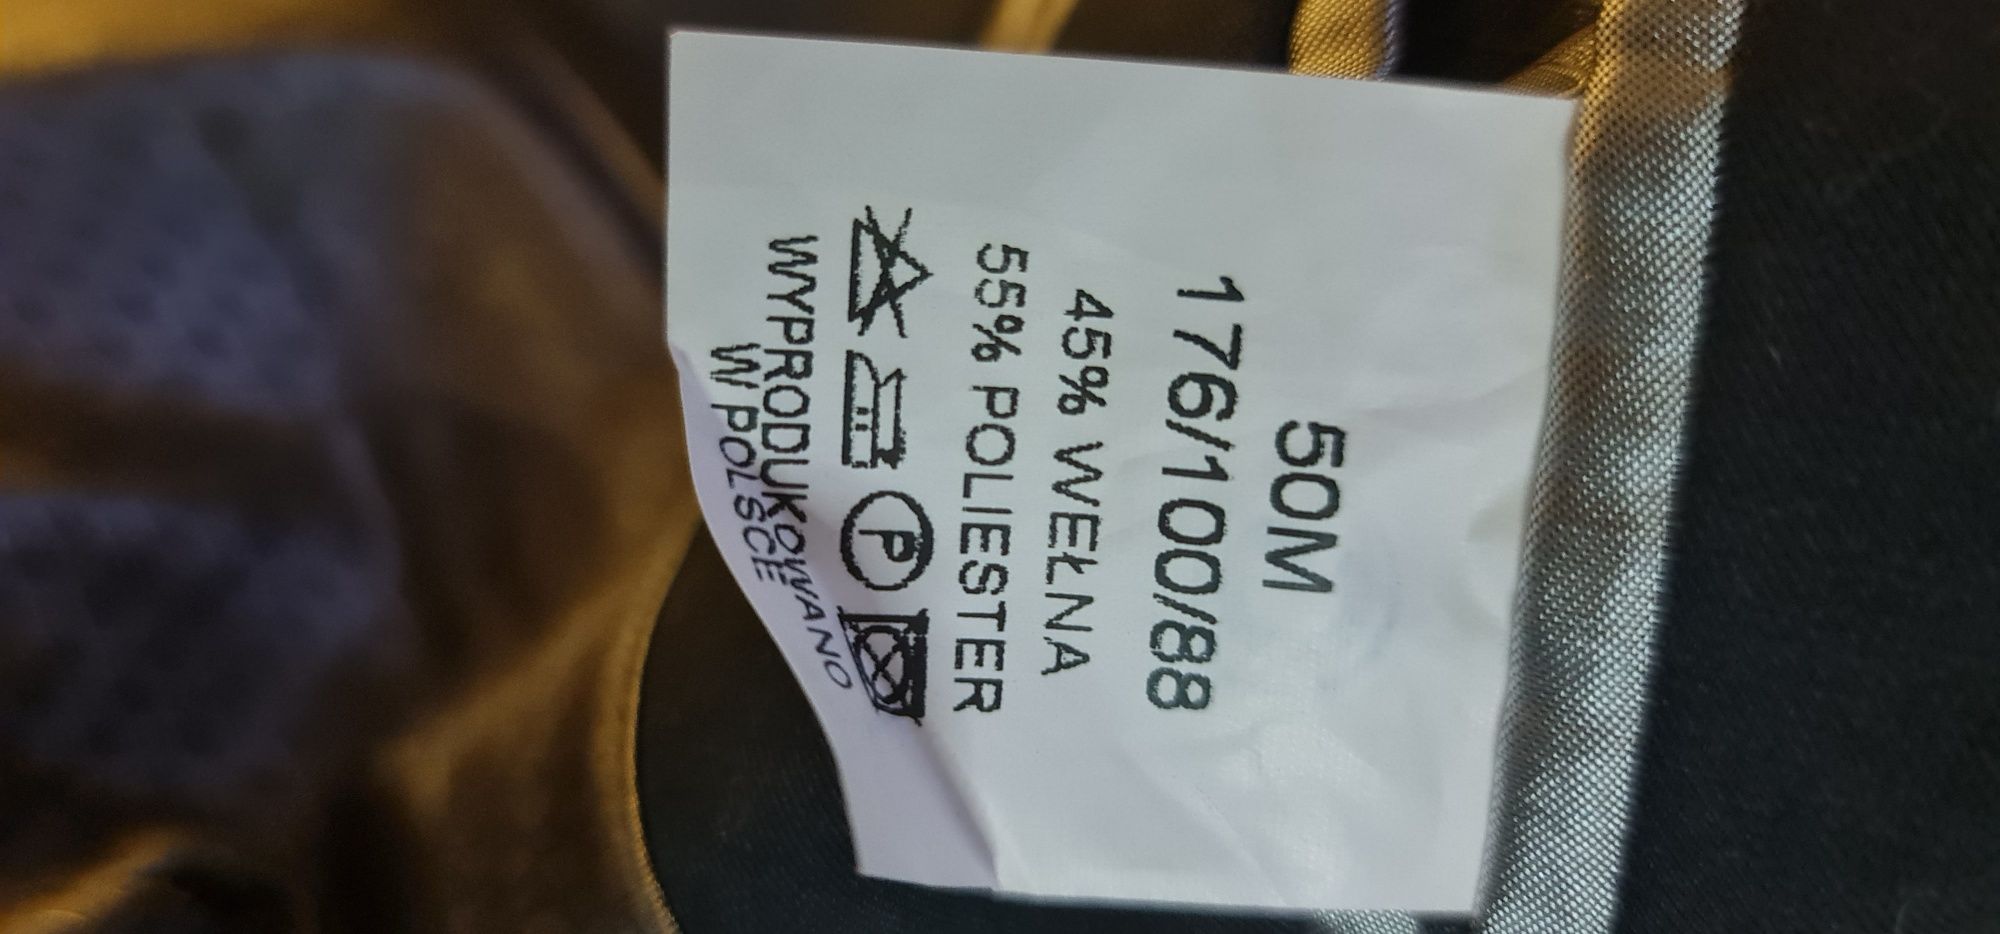 50M
176/100/88
45% WEŁNA
55% POLIESTER
P
WYPRODUKOWANO
W POLSCE